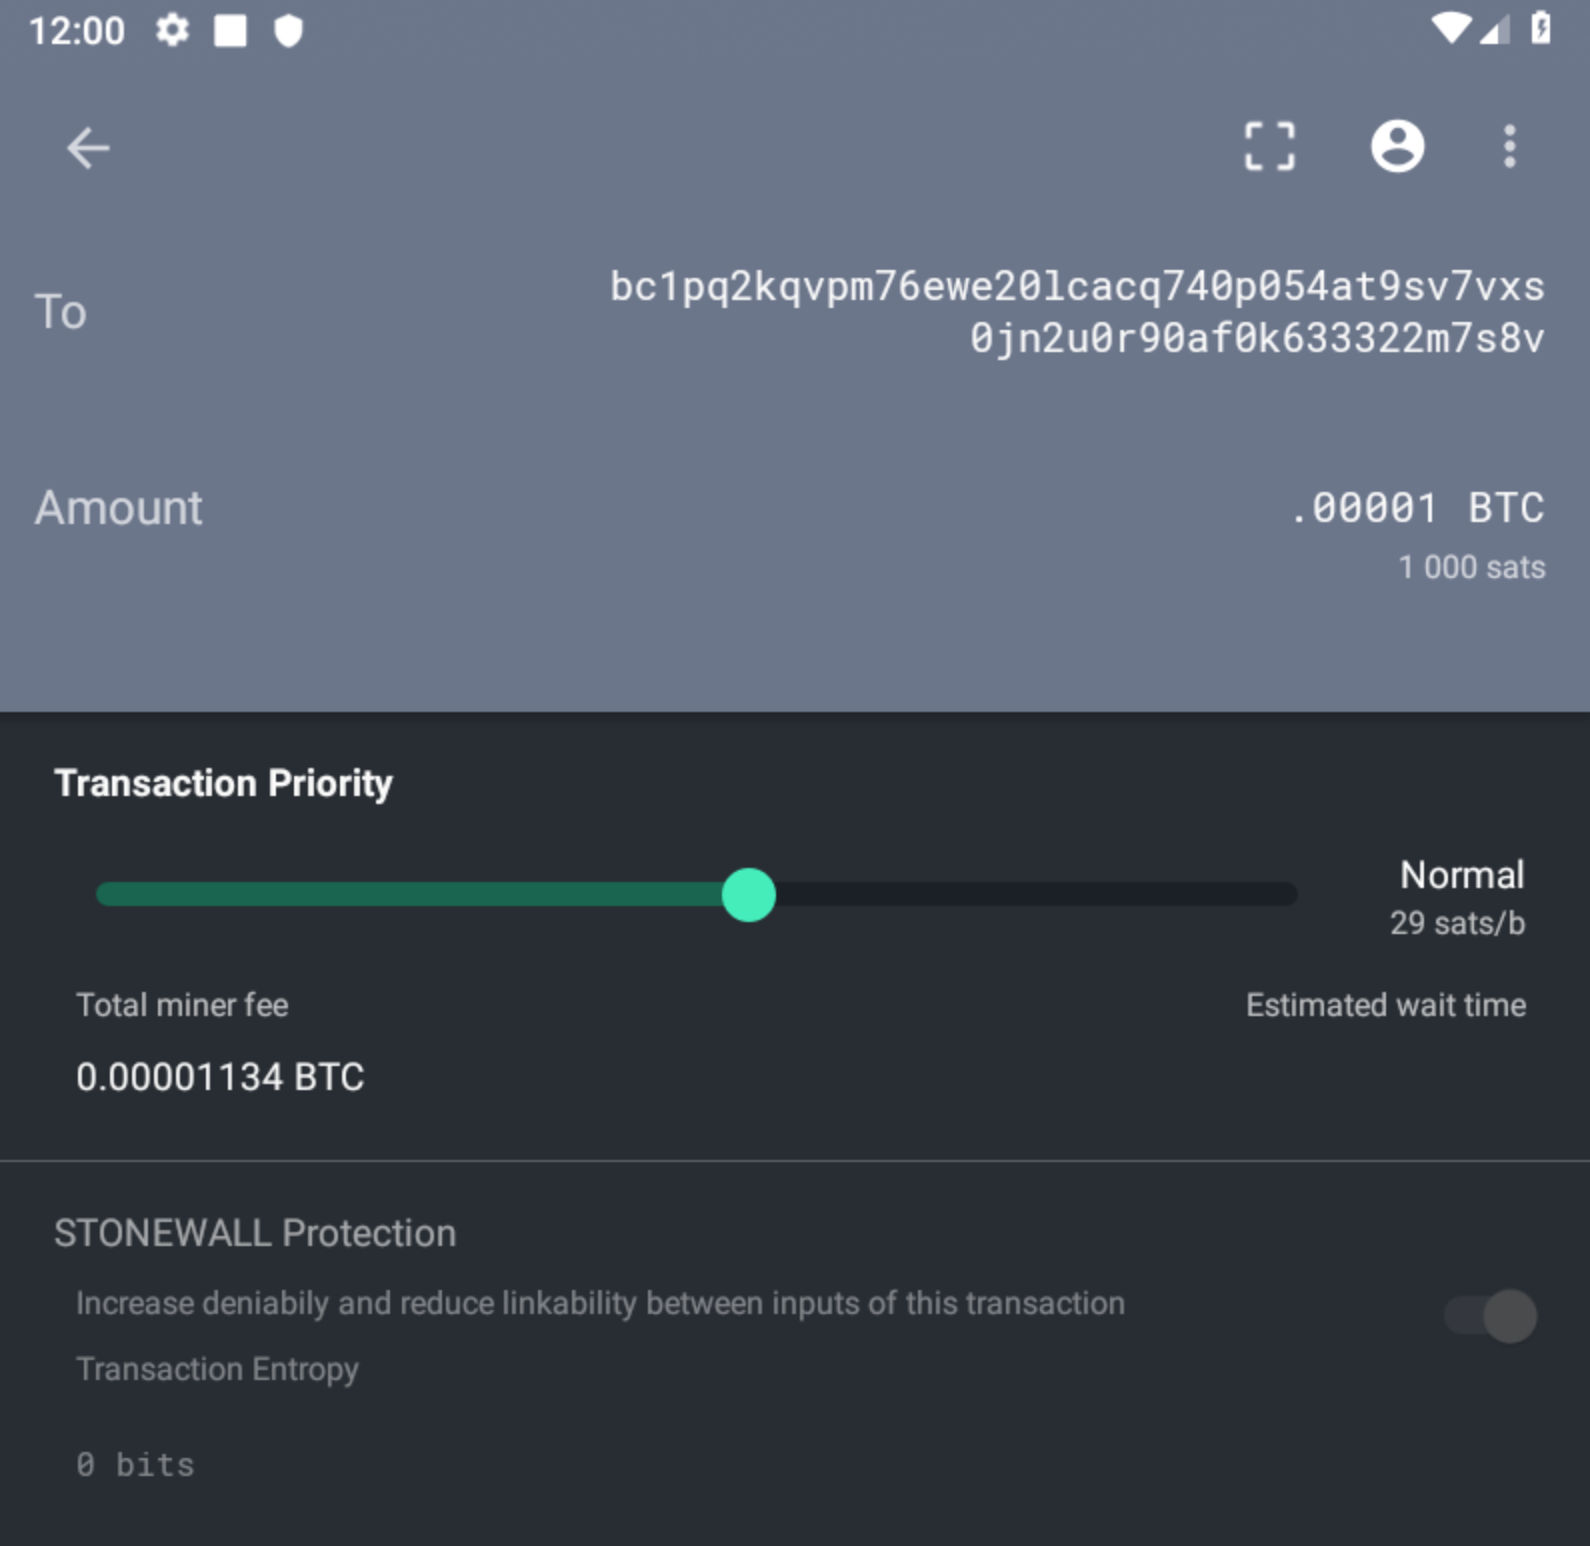 12:00
To
bc1pq2kqvpm76ewe20lcacq740p054at9sv7vxs
0jn2u0r90af0k633322m7s8v
Amount
.00001 BTC
1 000 sats
Transaction Priority
Normal
29 sats/b
Total miner fee
Estimated wait time
0.00001134 BTC
STONEWALL Protection
Increase deniabily and reduce linkability between inputs of this transaction
Transaction Entropy
0 bits